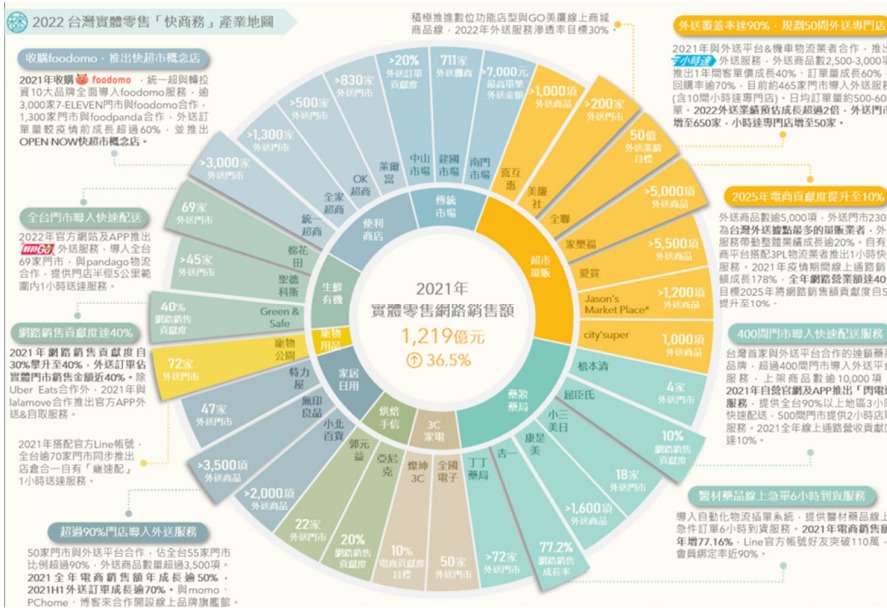 2022 台灣實體零售「快商務」產業地圖
積極推進數位功能店型與GO美廉線上商城
商品線，2022年外送服務滲透率目標30%。
收購foodomo，推出快超市概念店
2021年收購 foodomo，統一超與轉投
資10大品牌全面導入foodomo服務，逾
3,000家7-ELEVEN門市與foodomo合作，
1,300家門市與foodpanda合作，外送訂
單量較疫情前成長超過60%，並推出
OPEN NOW快超市概念店。
全台門市導入快速配送
2022年官方網站及APP推出
外送服務，導入全台
69家門市，與pandago物流
合作，提供門店半徑5公里範
圍內1小時送達服務。
網路銷售貢獻度達40%
2021年網路銷售貢獻度自
30%攀升至40%，外送訂單佔
實體門市銷售金額近40%。除
Uber Eats合作外，2021年與
lalamove合作推出官方APP外
送&自取服務。
2021年搭配官方Line帳號，
全台逾70家門市同步推出
店倉合一自有「寵速配」
1小時送達服務。
超過90%門店導入外送服務
50家門市與外送平台合作，佔全台55家門市
比例超過90%，外送商品數量超過3,500項。
2021 全年電商銷售額年成長逾50%，
2021H1外送訂單成長逾70%。與momo、
PChome、博客來合作開設線上品牌旗艦館。
外送覆蓋率達90%，規劃50間外送專門店
2021年與外送平台&機車物流業者合作，推出
小時達 外送服務，外送商品數2,500-3,000項
推出1年間客單價成長40%、訂單量成長60%
回購率逾70%，目前約465家門市導入外送服務
(含10間小時達專門店)。日均訂單量約500-60
單。2022外送業績預估成長超過2倍，外送門市
增至650家，小時達專門店增至50家。
2025年電商貢獻度提升至10%
外送商品數逾5,000項，外送門市230
為台灣外送據點最多的量販業者，外
服務帶動整體業績成長逾20%。自有
商平台搭配3PL物流業者推出1小時快
服務。2021年疫情期間線上通路銷
額成長178%，全年網路營業額達40
目標2025年將網路銷售額貢獻度自5
提升至10%。
400間門市導入快速配送服務
台灣首家與外送平台合作的連鎖藥
品牌，超過400間門市導入外送平台
服務，上架商品數逾10,000項
2021年自營官網及APP推出「閃電
服務，提供全台90%以上地區3小
快速配送，500間門市提供2小時店
服務。2021全年線上通路營收貢獻度
達10%。
醫材藥品線上急單6小時到貨服務
導入自動化物流插單系統，提供醫材藥品線上
急件訂單6小時到貨服務。2021年電商銷售額
年增77.16%，Line官方帳號好友突破110萬，
會員綁定率近90%。
2021年
實體零售網路銷售額
1,219億元
36.5%
便利商店
統一超商
>3,000家外送門市
全家超商
>1,300家外送門市
OK超商
>500家外送門市
萊爾富
>830家外送門市
傳統市場
中山市場
>20%外送訂單貢獻度
建國市場
711家外送攤商
南門市場
>7,000元最高單筆外送金額
超市量販
喜互惠
>1,000項外送商品
美廉社
>200家外送門市
全聯
50億外送業績目標
家樂福
>5,000項外送商品
愛買
>5,500項外送商品
Jason's Market Place*
>1,200項外送商品
city'super
1,000項外送商品
藥妝藥局
松本清
4家外送門市
屈臣氏
10%網路銷售貢獻度
小三美日
18家外送門市
康是美
>1,600項外送商品
杏一
77.2%網路銷售成長率
丁丁藥局
>72家外送門市
3C家電
全國電子
50家外送門市
燦坤3C
10%電商貢獻度目標
烘焙手信
亞尼克
20%網路銷售貢獻度
郭元益
22家外送門市
家居日用
小北百貨
>2,000項外送商品
無印良品
>3,500項外送商品
特力屋
47家外送門市
寵物用品
寵物公園
72家外送門市
生鮮有機
Green & Safe
40%網路銷售貢獻度
聖德科斯
>45家外送門市
棉花田
69家外送門市